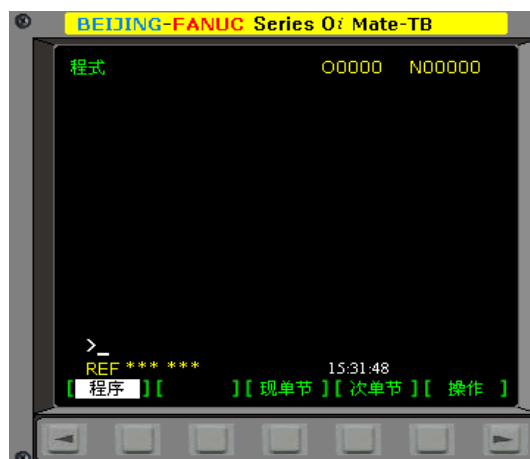 BEIJING-FANUC Series 0i Mate-TB
程式 O0000 N00000
>_
REF *** *** 15:31:48
[ 程序 ] [ ] [ 现单节 ] [ 次单节 ] [ 操作 ]